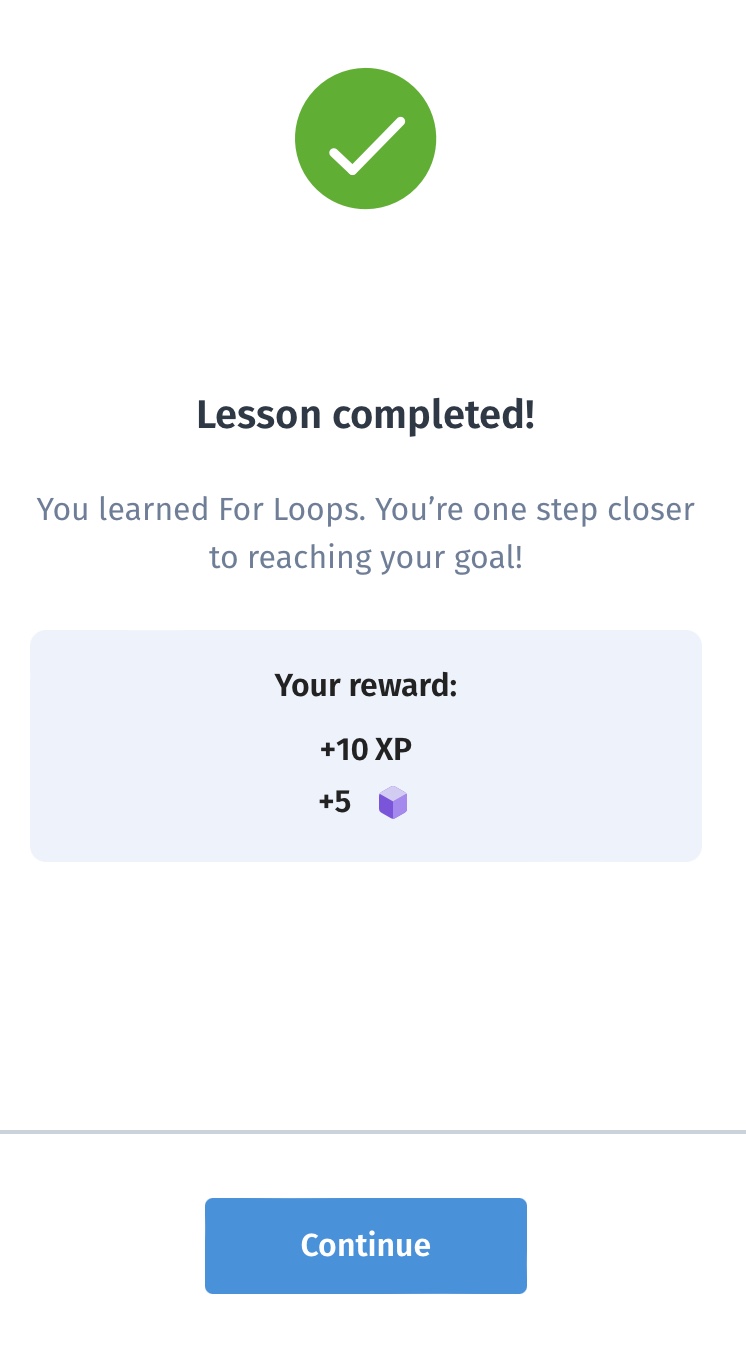 Lesson completed!
You learned For Loops. You’re one step closer
to reaching your goal!
Your reward:
+10 XP
+5
Continue